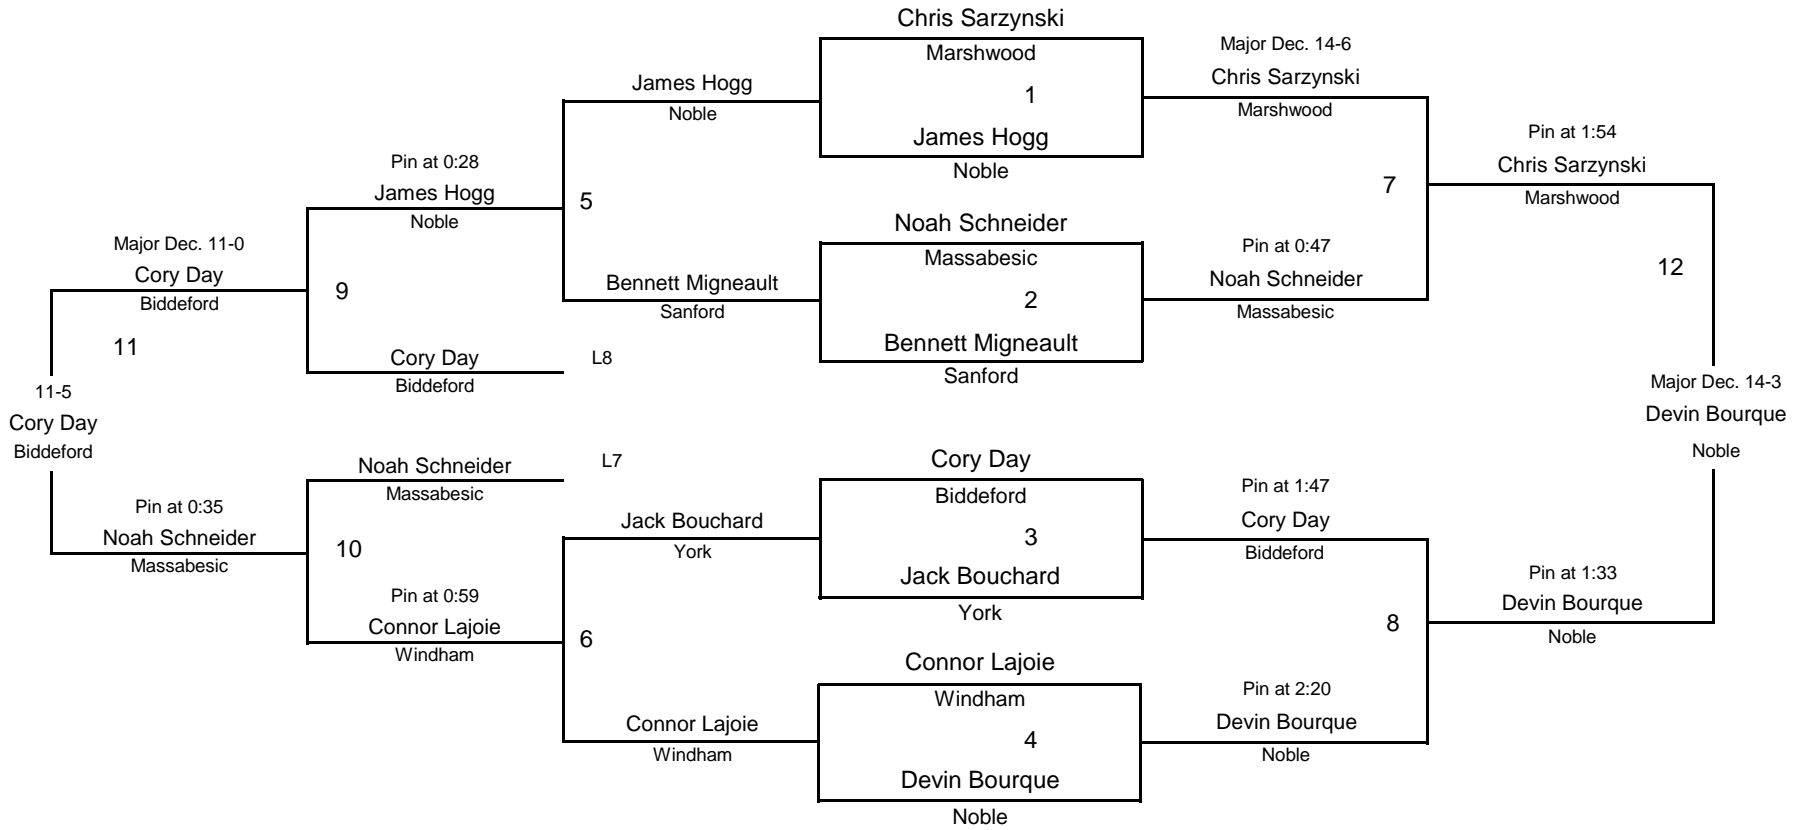 Chris Sarzynski
Marshwood
1
James Hogg
Noble
Noah Schneider
Massabesic
2
Bennett Migneault
Sanford
Cory Day
Biddeford
3
Jack Bouchard
York
Connor Lajoie
Windham
4
Devin Bourque
Noble
Major Dec. 14-6
Chris Sarzynski
Marshwood
7
Pin at 0:47
Noah Schneider
Massabesic
Pin at 1:47
Cory Day
Biddeford
8
Pin at 2:20
Devin Bourque
Noble
Pin at 1:54
Chris Sarzynski
Marshwood
12
Pin at 1:33
Devin Bourque
Noble
Major Dec. 14-3
Devin Bourque
Noble
James Hogg
Noble
5
Bennett Migneault
Sanford
L8
L7
Jack Bouchard
York
6
Connor Lajoie
Windham
Pin at 0:28
James Hogg
Noble
9
Cory Day
Biddeford
Noah Schneider
Massabesic
10
Pin at 0:59
Connor Lajoie
Windham
Major Dec. 11-0
Cory Day
Biddeford
11
Pin at 0:35
Noah Schneider
Massabesic
11-5
Cory Day
Biddeford